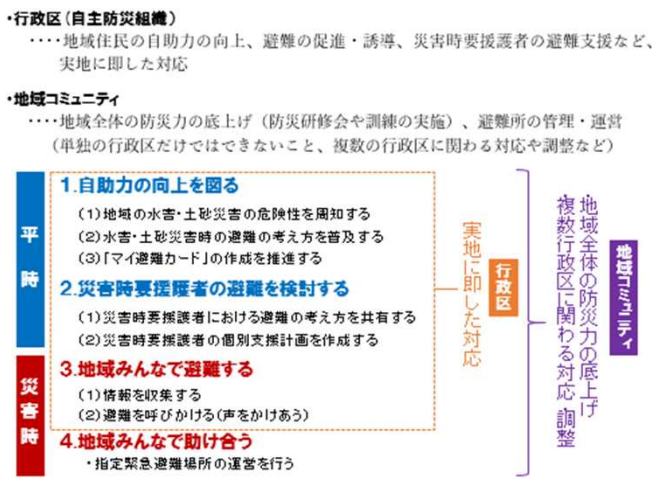 ・行政区(自主防災組織)
････地域住民の自助力の向上、避難の促進・誘導、災害時要援護者の避難支援など、
実地に即した対応
・地域コミュニティ
････地域全体の防災力の底上げ（防災研修会や訓練の実施）、避難所の管理・運営
（単独の行政区だけではできないこと、複数の行政区に関わる対応や調整など）
平時
1.自助力の向上を図る
(1)地域の水害・土砂災害の危険性を周知する
(2)水害・土砂災害時の避難の考え方を普及する
(3)「マイ避難カード」の作成を推進する
2.災害時要援護者の避難を検討する
(1)災害時要援護者における避難の考え方を共有する
(2)災害時要援護者の個別支援計画を作成する
災害時
3.地域みんなで避難する
(1)情報を収集する
(2)避難を呼びかける(声をかけあう)
4.地域みんなで助け合う
・指定緊急避難場所の運営を行う
行政区
実地に即した対応
地域コミュニティ
・地域全体の防災力の底上げ
・複数行政区に関わる対応・調整